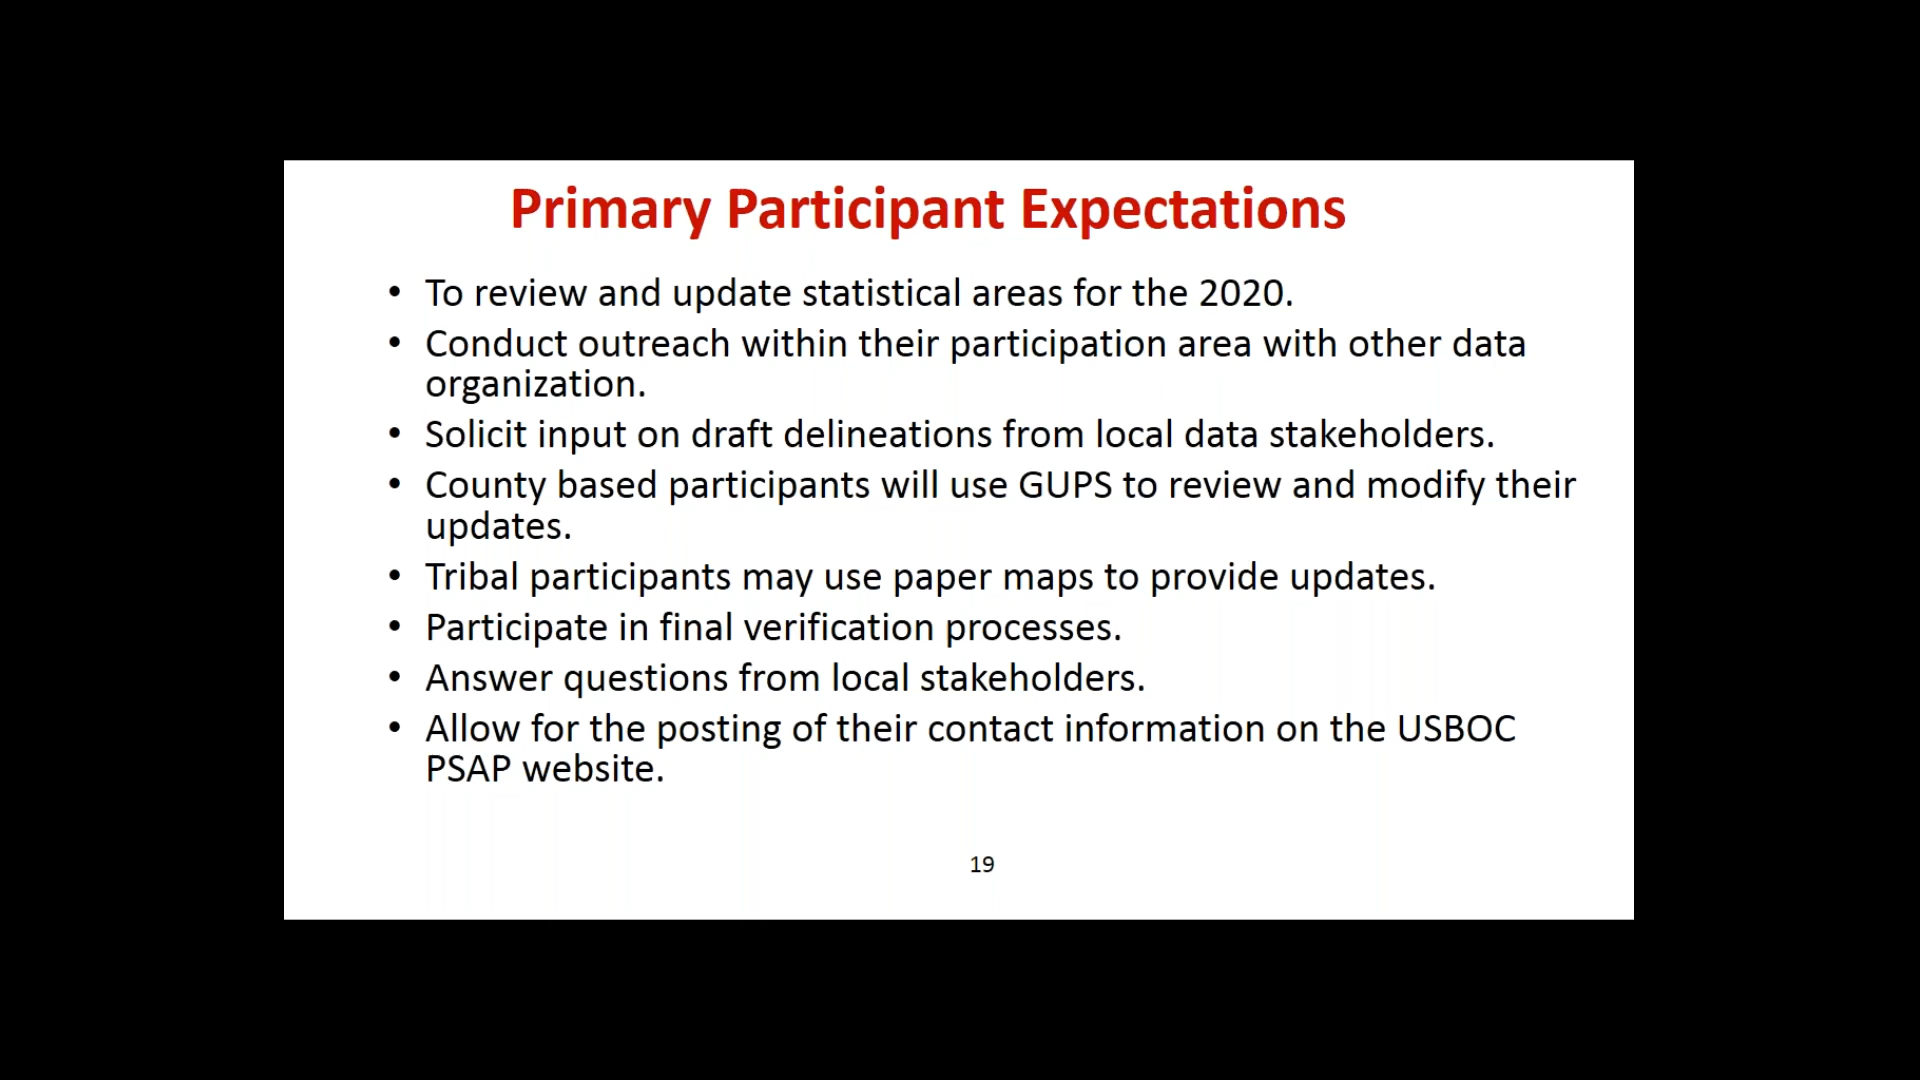 Primary Participant Expectations
• To review and update statistical areas for the 2020.
• Conduct outreach within their participation area with other data
organization.
• Solicit input on draft delineations from local data stakeholders.
• County based participants will use GUPS to review and modify their
updates.
• Tribal participants may use paper maps to provide updates.
• Participate in final verification processes.
• Answer questions from local stakeholders.
• Allow for the posting of their contact information on the USBOC
PSAP website.
19